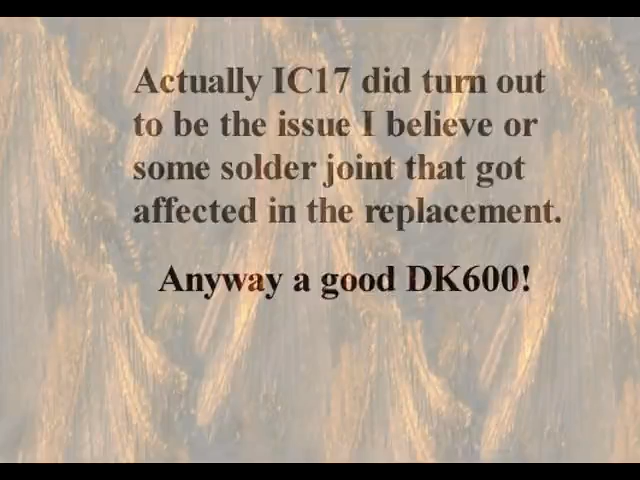 Actually IC17 did turn out
to be the issue I believe or
some solder joint that got
affected in the replacement.
Anyway a good DK600!